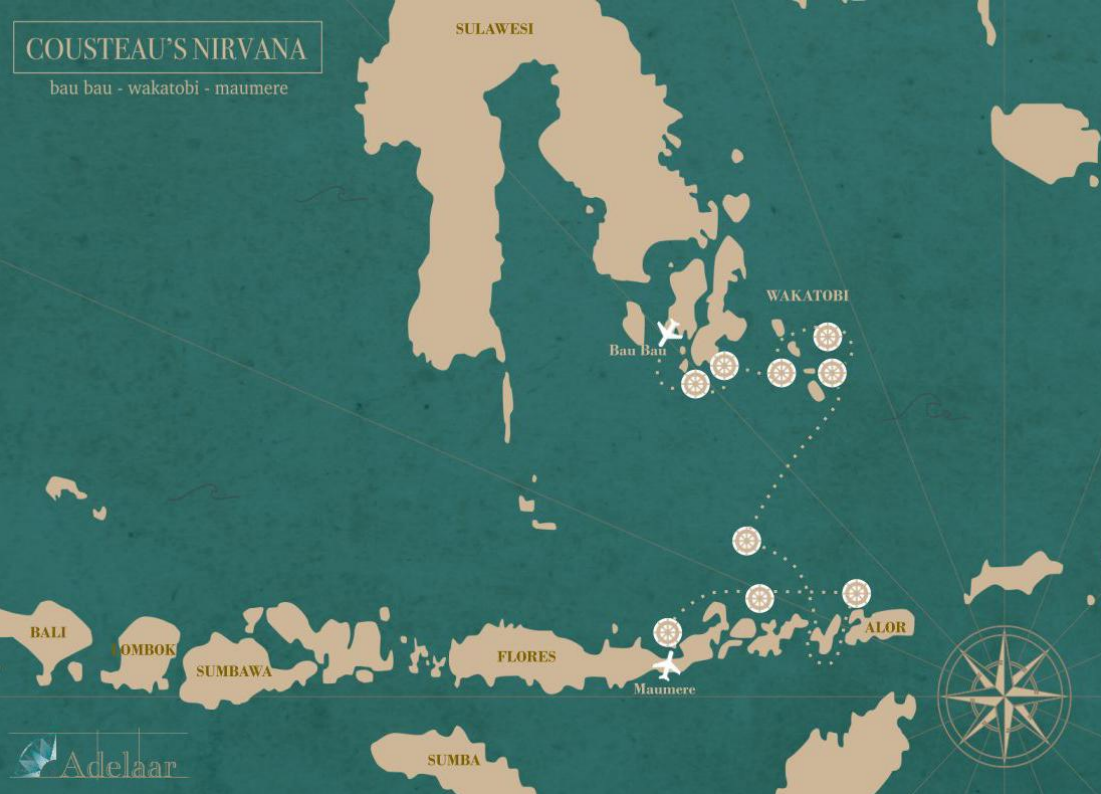 COUSTEAU'S NIRVANA
bau bau - wakatobi - maumere
SULAWESI
WAKATOBI
Bau Bau
BALI
LOMBOK
SUMBAWA
FLORES
ALOR
Maumere
SUMBA
Adelaar